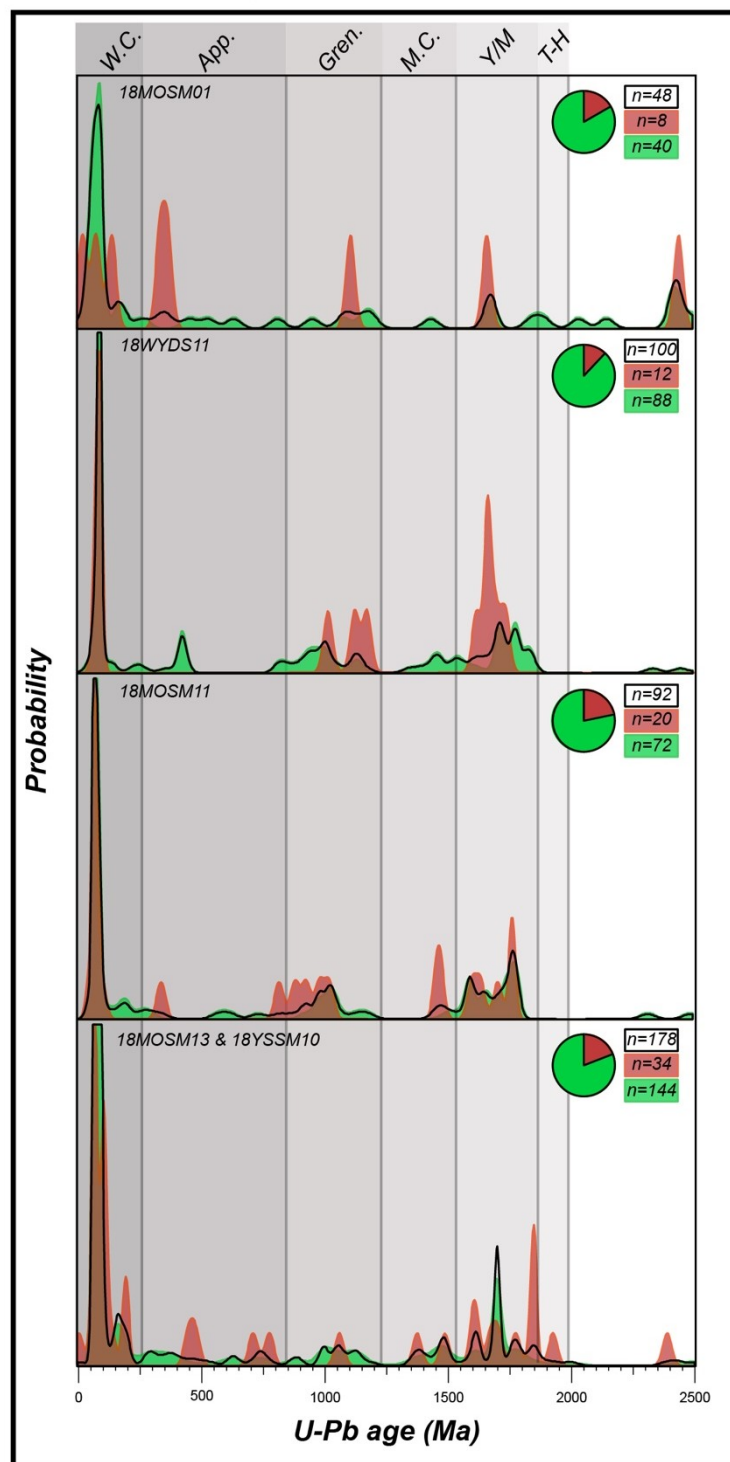 W.C. App. Gren. M.C. Y/M T-H
18MOSM01
n=48
n=8
n=40
18WYDS11
n=100
n=12
n=88
18MOSM11
n=92
n=20
n=72
18MOSM13 & 18YSSM10
n=178
n=34
n=144
Probability
0 500 1000 1500 2000 2500
U-Pb age (Ma)